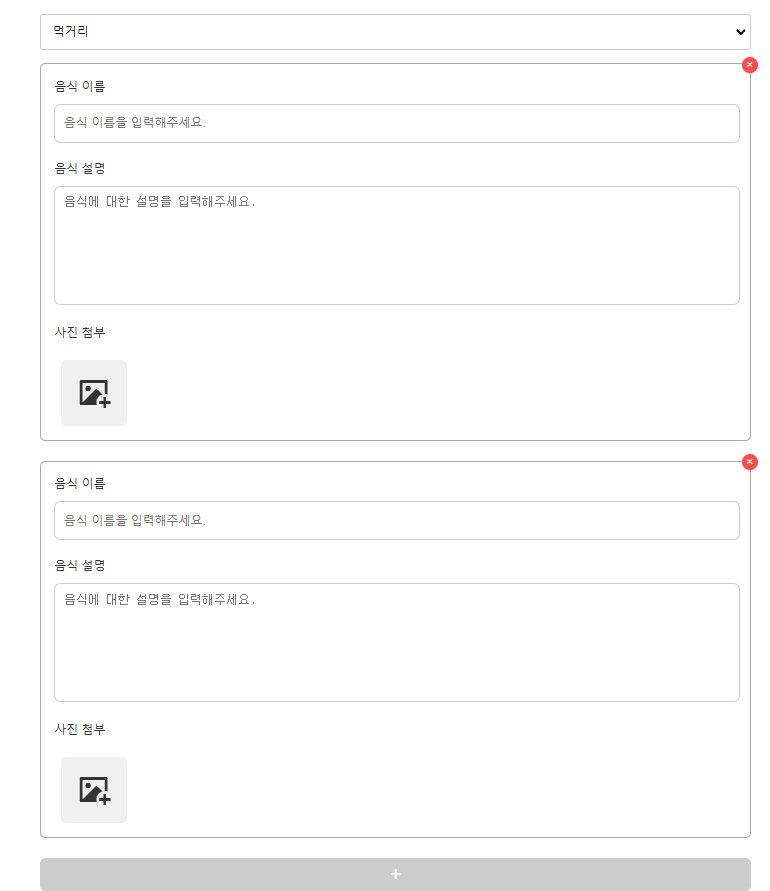 먹거리
음식 이름
음식 이름을 입력해주세요.
음식 설명
음식에 대한 설명을 입력해주세요.
사진 첨부
음식 이름
음식 이름을 입력해주세요.
음식 설명
음식에 대한 설명을 입력해주세요.
사진 첨부
+